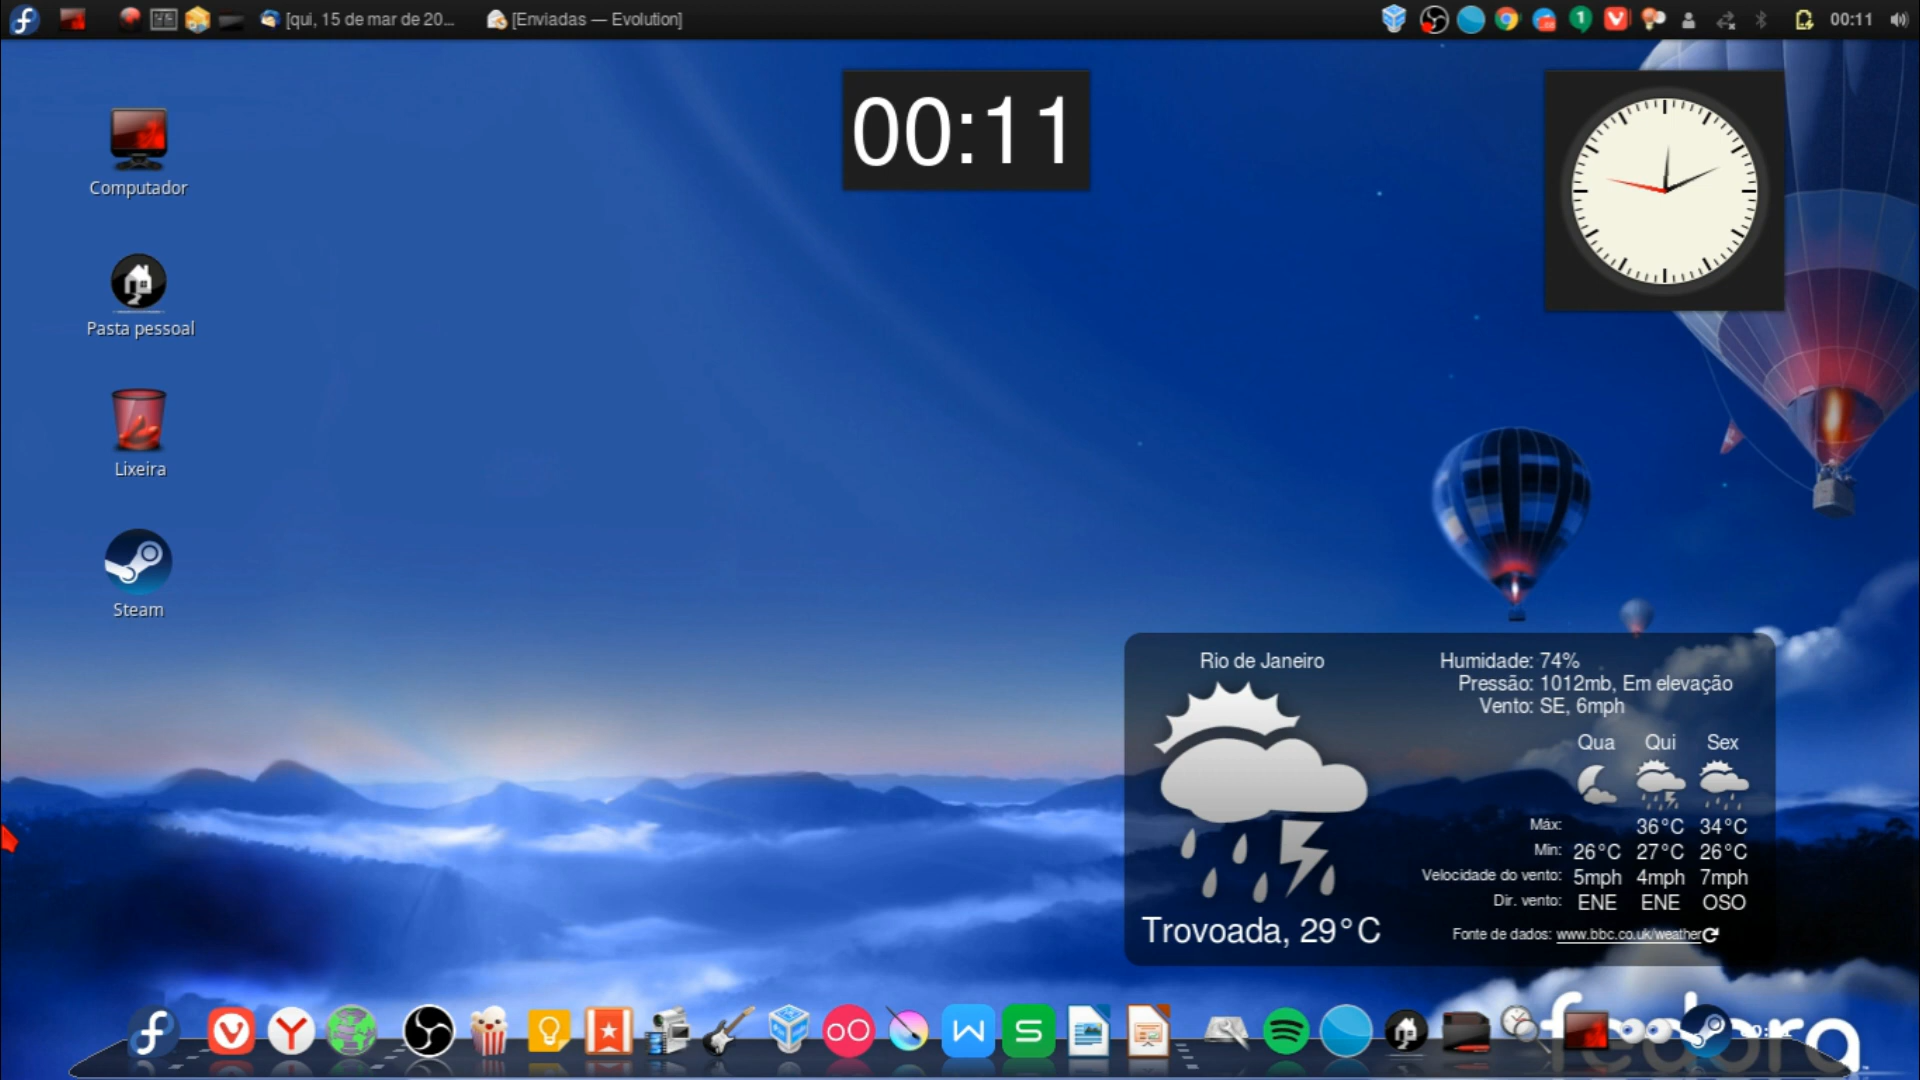 [qui, 15 de mar de 20... [Enviadas — Evolution] 1 00:11
00:11
Computador
Pasta pessoal
Lixeira
Steam
Rio de Janeiro
Humidade: 74%
Pressão: 1012mb, Em elevação
Vento: SE, 6mph
Qua Qui Sex
Máx: 36°C 34°C
Min: 26°C 27°C 26°C
Velocidade do vento: 5mph 4mph 7mph
Dir. vento: ENE ENE OSO
Trovoada, 29°C
Fonte de dados: www.bbc.co.uk/weather
fedora